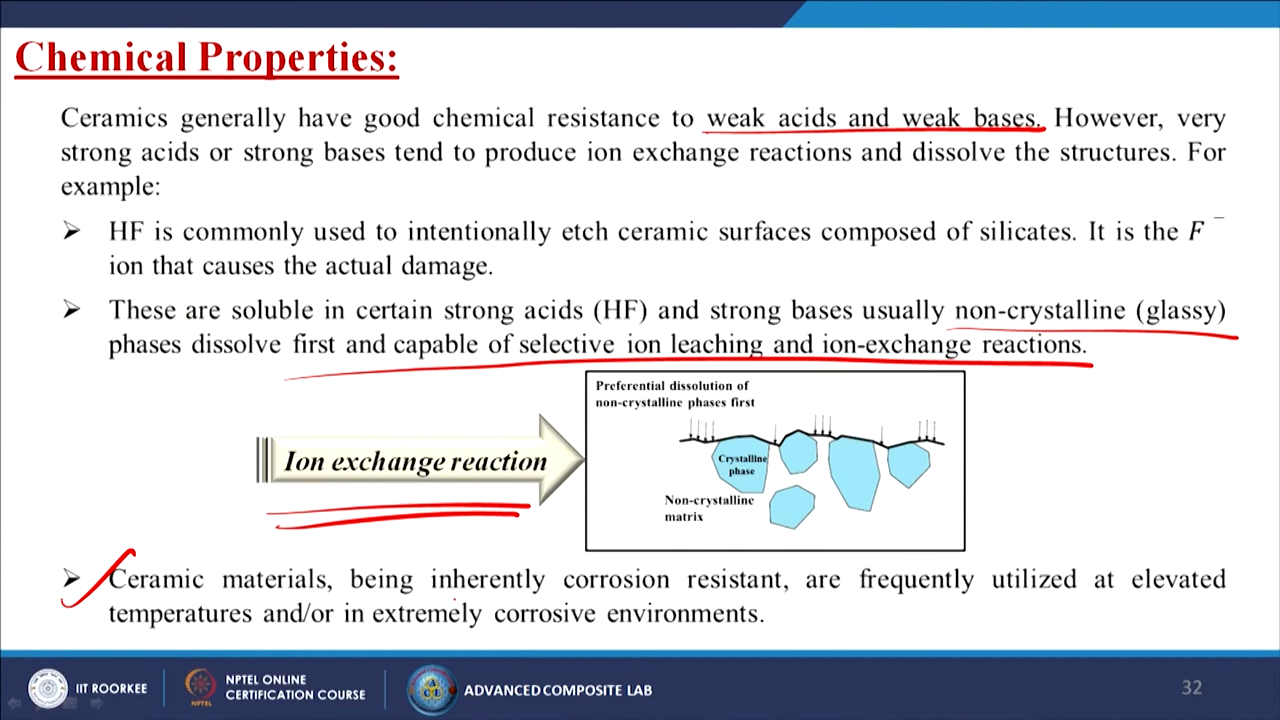 Chemical Properties:
Ceramics generally have good chemical resistance to weak acids and weak bases. However, very
strong acids or strong bases tend to produce ion exchange reactions and dissolve the structures. For
example:
➢ HF is commonly used to intentionally etch ceramic surfaces composed of silicates. It is the F⁻
ion that causes the actual damage.
➢ These are soluble in certain strong acids (HF) and strong bases usually non-crystalline (glassy)
phases dissolve first and capable of selective ion leaching and ion-exchange reactions.
Preferential dissolution of
non-crystalline phases first
Ion exchange reaction
Crystalline
phase
Non-crystalline
matrix
➢ Ceramic materials, being inherently corrosion resistant, are frequently utilized at elevated
temperatures and/or in extremely corrosive environments.
IIT ROORKEE
NPTEL
NPTEL ONLINE
CERTIFICATION COURSE
ACL
ADVANCED COMPOSITE LAB
32